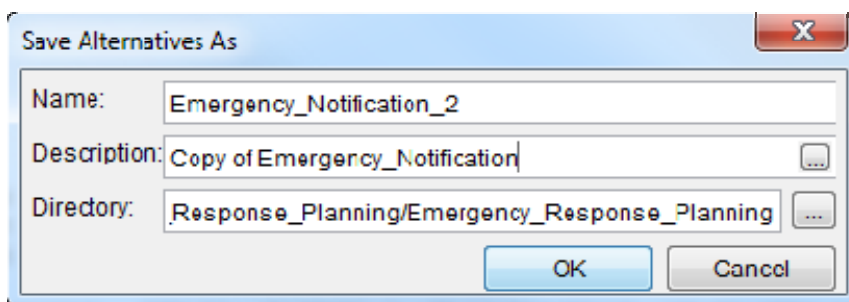 Save Alternatives As
X
Name: Emergency_Notification_2
Description: Copy of Emergency_Notification ...
Directory: Response_Planning/Emergency_Response_Planning ...
OK Cancel